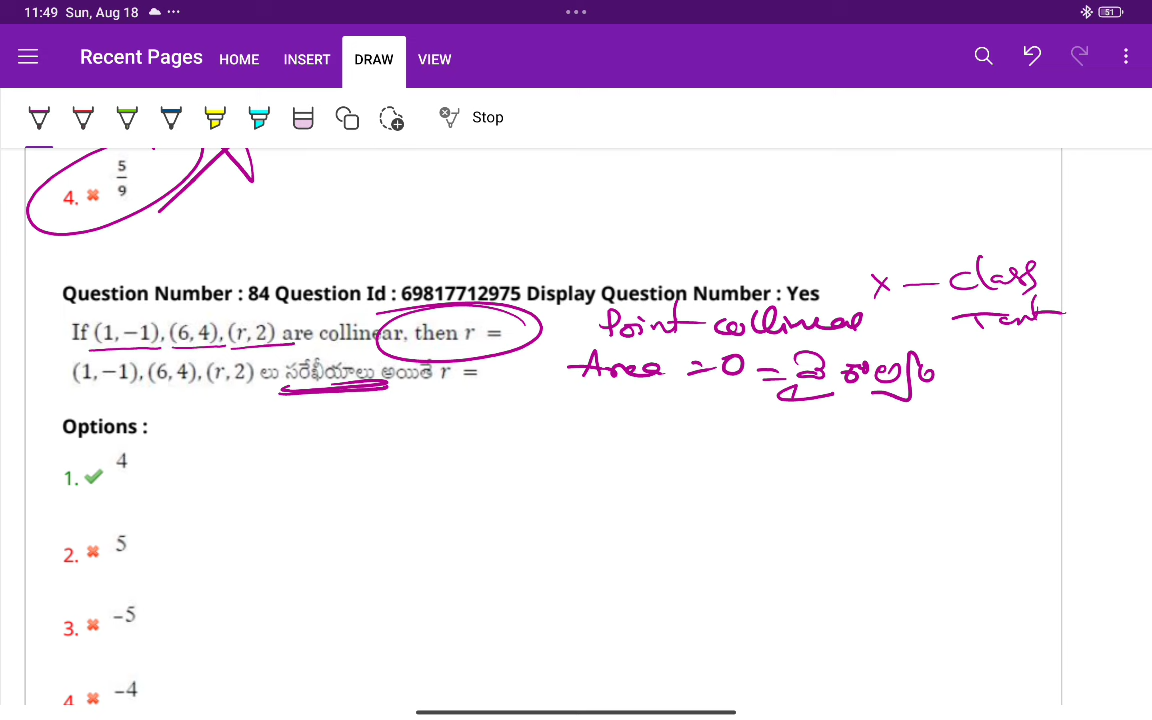 11:49 Sun, Aug 18
51
Recent Pages HOME INSERT DRAW VIEW
Stop
5
9
4.
Question Number : 84 Question Id : 69817712975 Display Question Number : Yes
If (1, −1), (6, 4), (r, 2) are collinear, then r =
(1, −1), (6, 4), (r, 2) లు సరేఖీయాలు అయితే r =
x — class
Point collineal
Area = 0 =
Options :
1. 4
2. 5
3. −5
4. −4